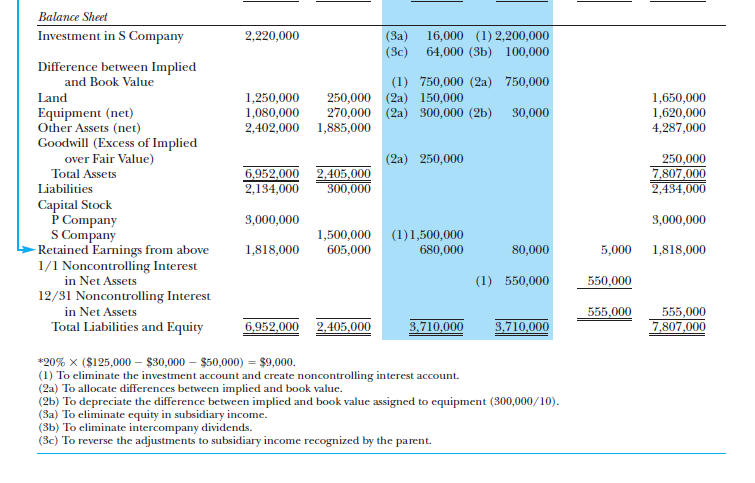 Balance Sheet
Investment in S Company 2,220,000 (3a) 16,000 (1) 2,200,000
(3c) 64,000 (3b) 100,000
Difference between Implied
and Book Value (1) 750,000 (2a) 750,000
Land 1,250,000 250,000 (2a) 150,000 1,650,000
Equipment (net) 1,080,000 270,000 (2a) 300,000 (2b) 30,000 1,620,000
Other Assets (net) 2,402,000 1,885,000 4,287,000
Goodwill (Excess of Implied
over Fair Value) (2a) 250,000 250,000
Total Assets 6,952,000 2,405,000 7,807,000
Liabilities 2,134,000 300,000 2,434,000
Capital Stock
P Company 3,000,000 3,000,000
S Company 1,500,000 (1)1,500,000
Retained Earnings from above 1,818,000 605,000 680,000 80,000 5,000 1,818,000
1/1 Noncontrolling Interest
in Net Assets (1) 550,000 550,000
12/31 Noncontrolling Interest
in Net Assets 555,000 555,000
Total Liabilities and Equity 6,952,000 2,405,000 3,710,000 3,710,000 7,807,000
*20% × ($125,000 − $30,000 − $50,000) = $9,000.
(1) To eliminate the investment account and create noncontrolling interest account.
(2a) To allocate differences between implied and book value.
(2b) To depreciate the difference between implied and book value assigned to equipment (300,000/10).
(3a) To eliminate equity in subsidiary income.
(3b) To eliminate intercompany dividends.
(3c) To reverse the adjustments to subsidiary income recognized by the parent.